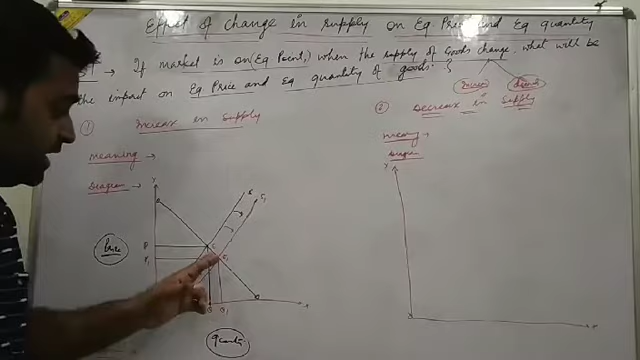 Effect of change in supply on Eq Price and Eq quantity
→ If market is on (Eq Point,) when the supply of Goods change. what will be
the impact on Eq Price and Eq quantity of goods. ?
① Increase in Supply
② Decrease in Supply
meaning →
Diagram →
meaning →
Diagram
Y
Y
S
S1
D
Price
P
P1
E
E1
Q
Q1
X
D
Quantity
O
X